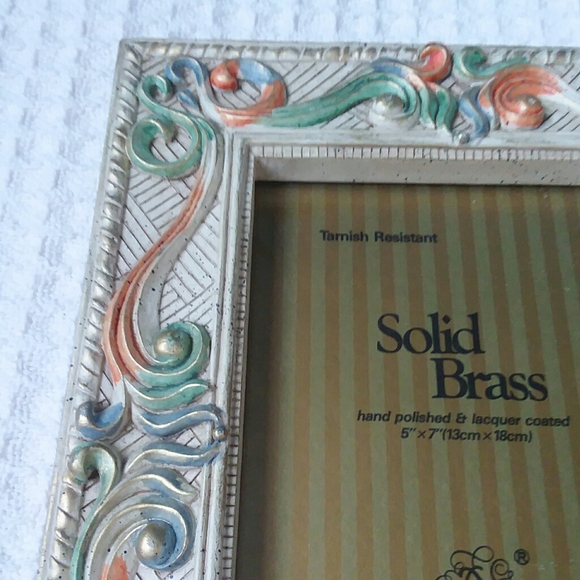 Tarnish Resistant
Solid
Brass
hand polished & lacquer coated
5"×7"(13cm×18cm)
®